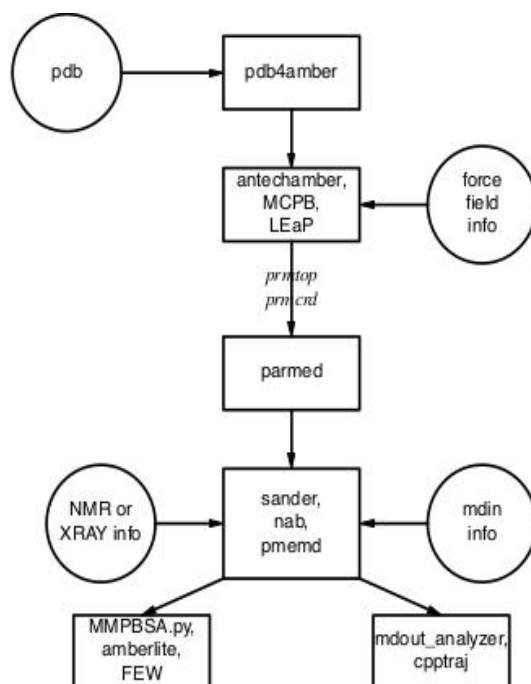 pdb
pdb4amber
antechamber,
MCPB,
LEaP
force
field
info
prmtop
prmcrd
parmed
NMR or
XRAY info
sander,
nab,
pmemd
mdin
info
MMPBSA.py,
amberlite,
FEW
mdout_analyzer,
cpptraj